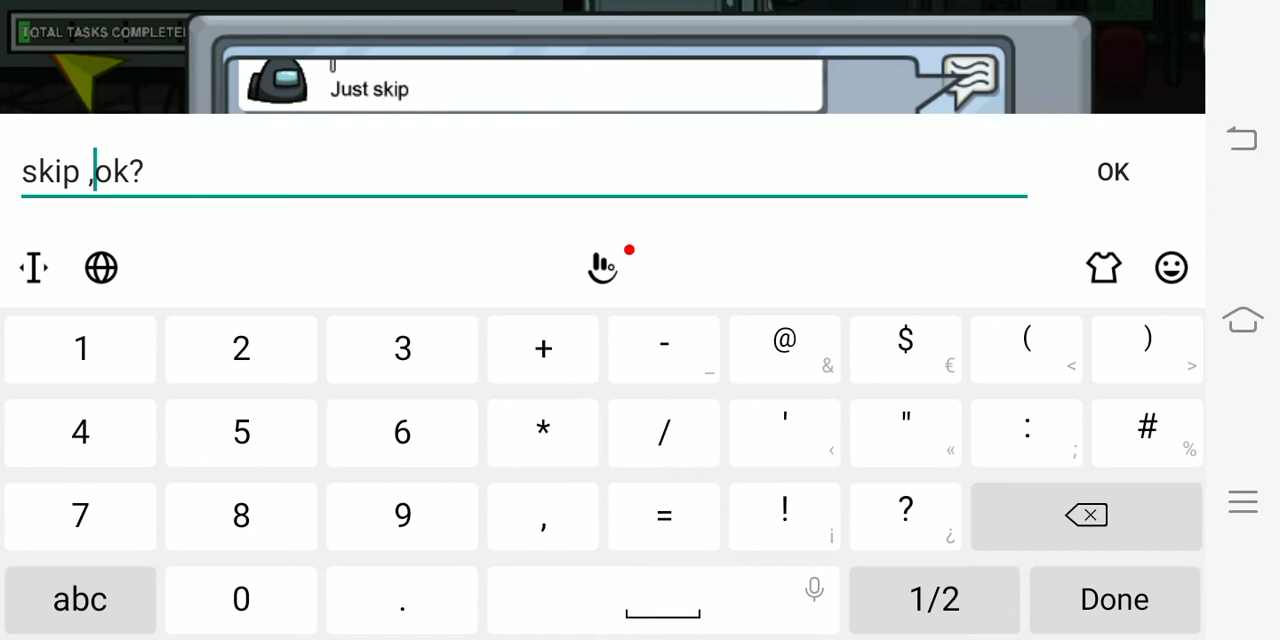 TOTAL TASKS COMPLETE
Just skip
skip ,ok?
OK
1 2 3 + - _ @ & $ € ( < ) >
4 5 6 * / ' ‹ " « : ; # %
7 8 9 , = ! ¡ ? ¿
abc 0 . 1/2 Done